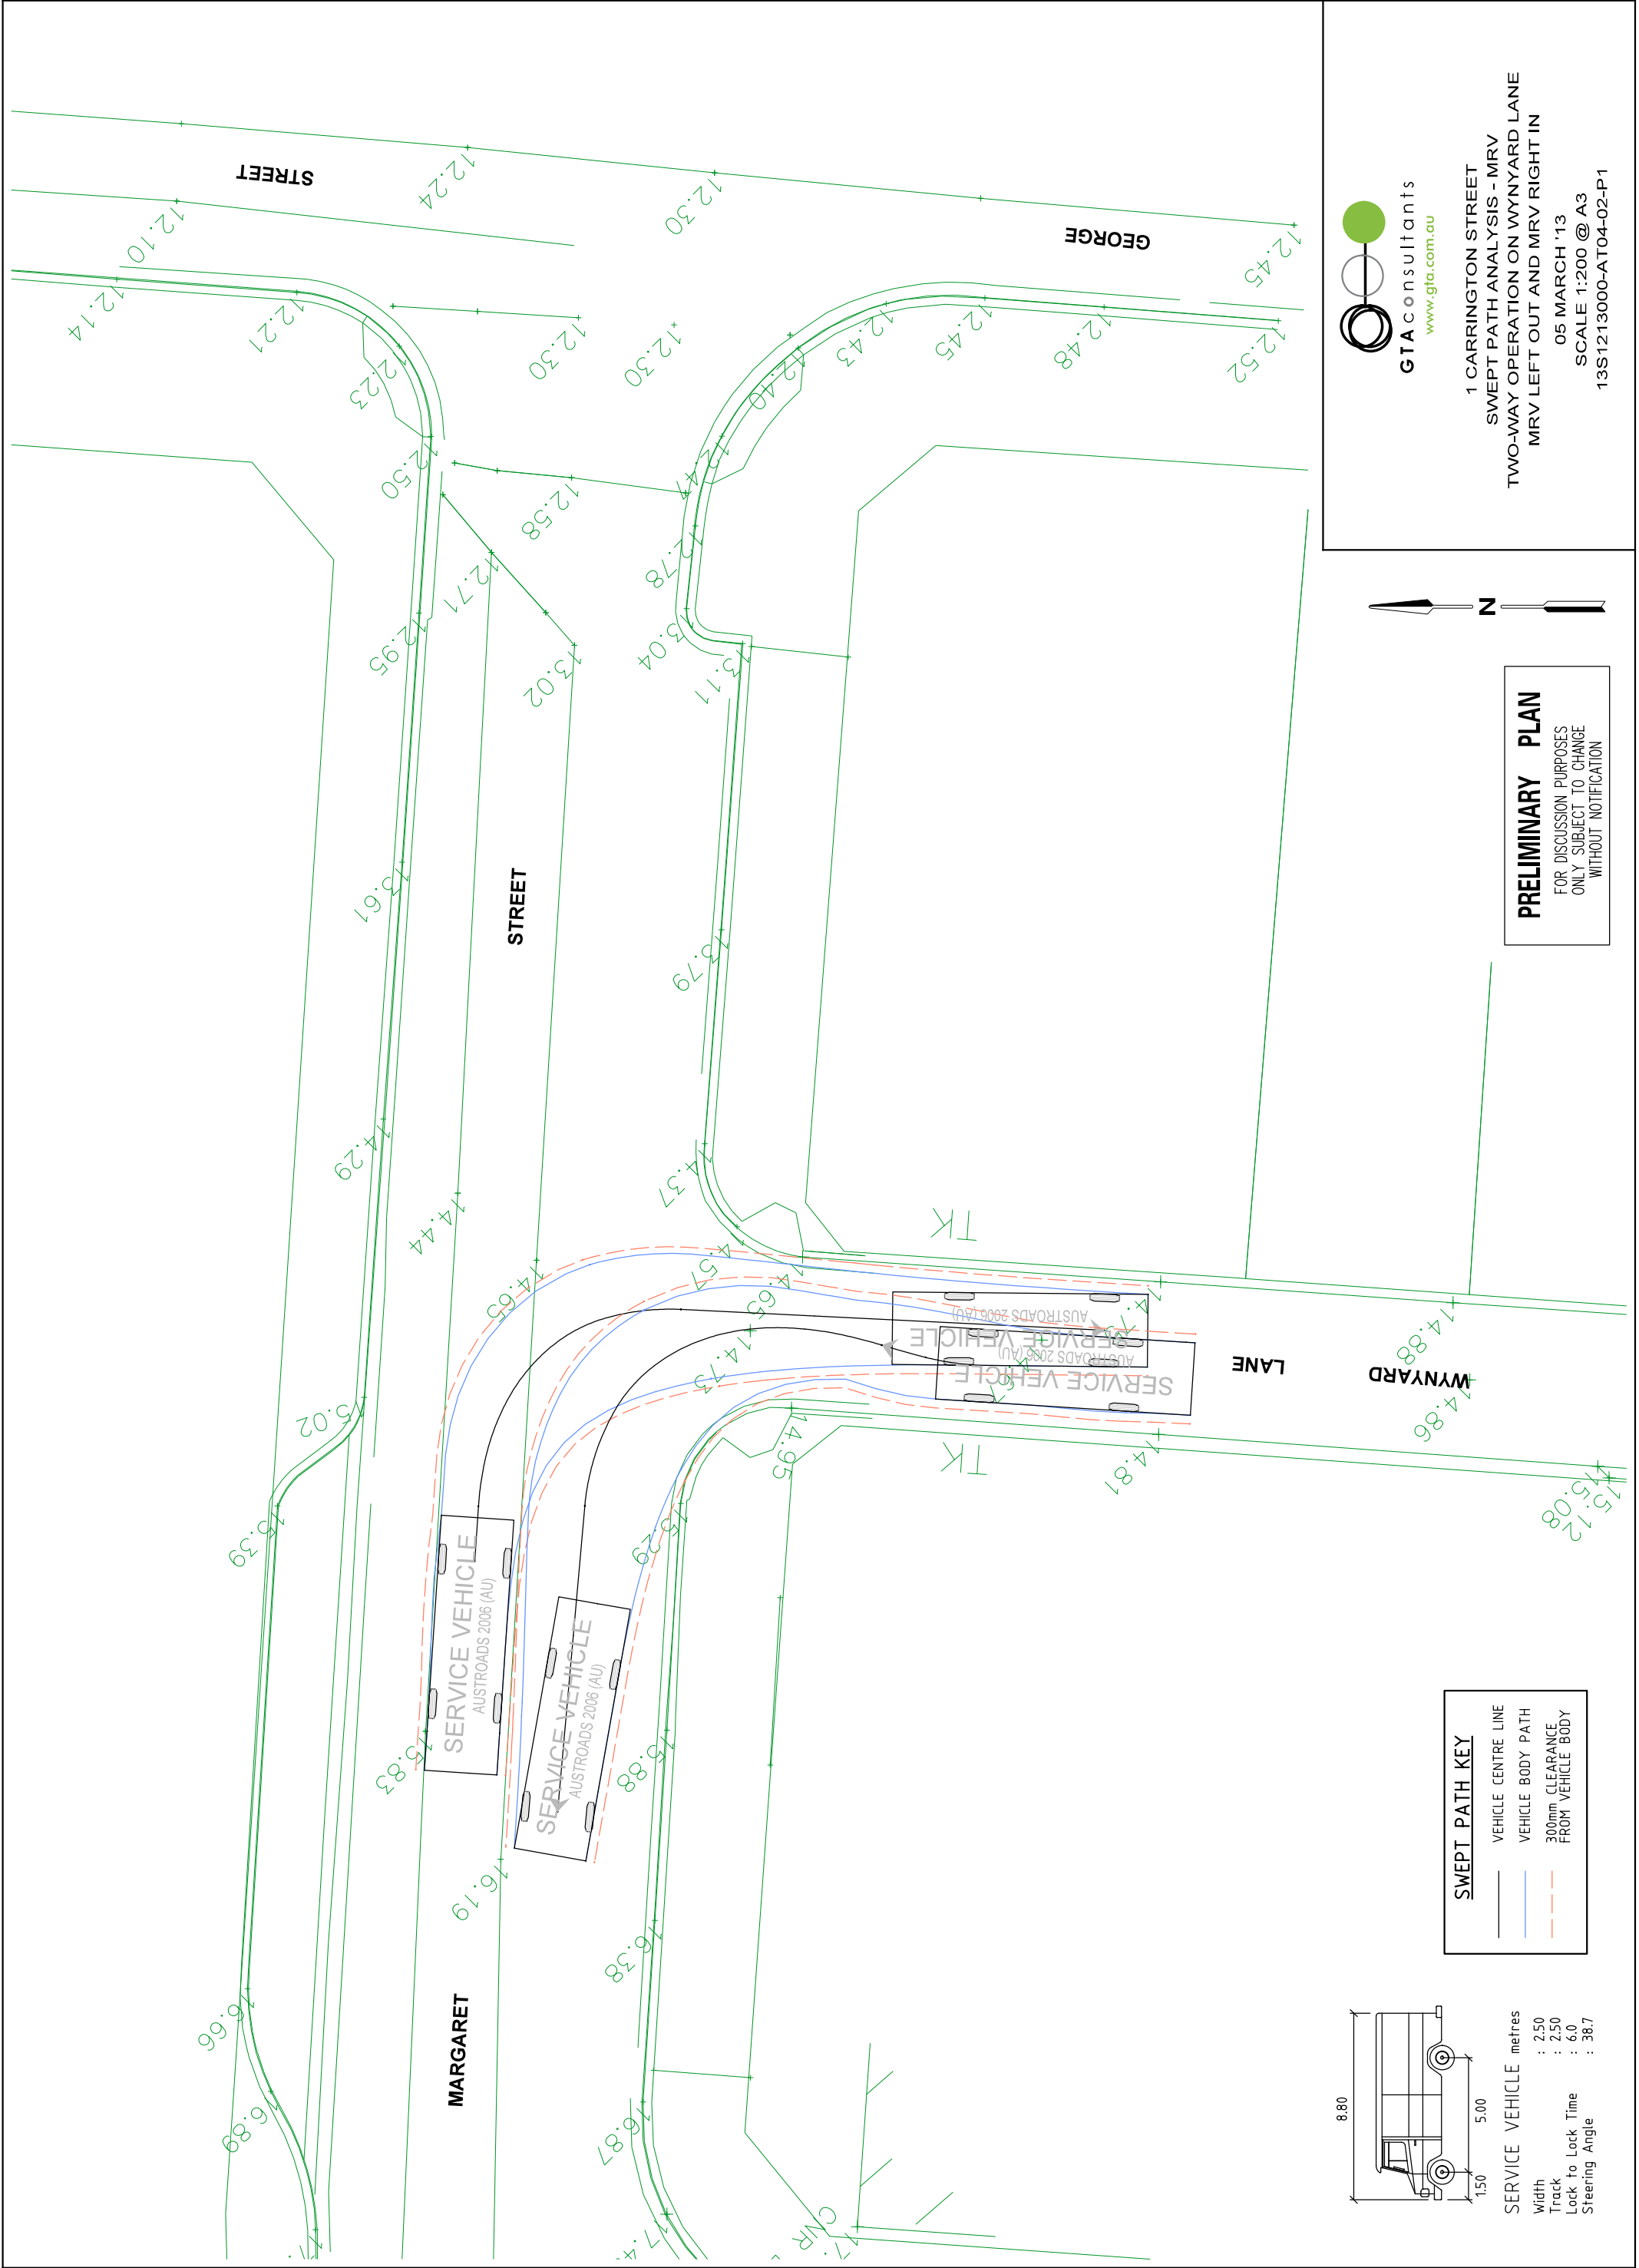 STREET
GEORGE
12.10
12.24
12.30
12.45
12.14
12.21
12.23
12.30
12.30
12.40
12.43
12.45
12.48
12.52
12.50
12.58
12.47
12.78
12.71
12.95
13.02
13.04
13.11
13.61
STREET
13.79
14.29
14.44
14.37
14.57
14.65
14.65
14.73
TK
TK
15.02
15.39
14.95
14.81
14.88
14.86
15.12
15.08
15.29
15.83
15.88
16.19
16.38
16.66
16.89
16.87
MARGARET
WYNYARD
LANE
SERVICE VEHICLE
AUSTROADS 2006 (AU)
SERVICE VEHICLE
AUSTROADS 2006 (AU)
SERVICE VEHICLE
AUSTROADS 2006 (AU)
SERVICE VEHICLE
AUSTROADS 2006 (AU)
8.80
1.50
5.00
SERVICE VEHICLE
metres
Width : 2.50
Track : 2.50
Lock to Lock Time : 6.0
Steering Angle : 38.7
SWEPT PATH KEY
VEHICLE CENTRE LINE
VEHICLE BODY PATH
300mm CLEARANCE
FROM VEHICLE BODY
PRELIMINARY PLAN
FOR DISCUSSION PURPOSES
ONLY SUBJECT TO CHANGE
WITHOUT NOTIFICATION
N
GTAconsultants
www.gta.com.au
1 CARRINGTON STREET
SWEPT PATH ANALYSIS - MRV
TWO-WAY OPERATION ON WYNYARD LANE
MRV LEFT OUT AND MRV RIGHT IN
05 MARCH '13
SCALE 1:200 @ A3
13S1213000-AT04-02-P1